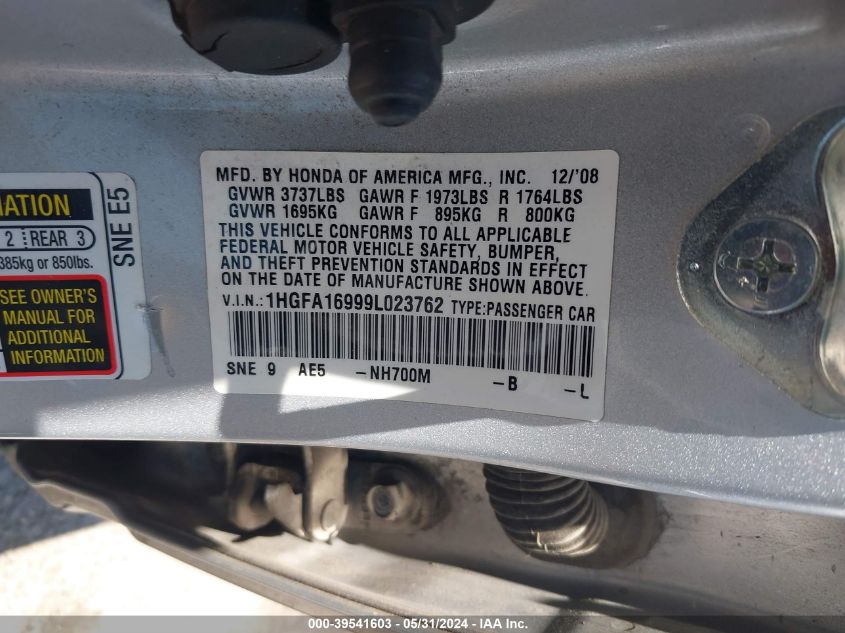 MATION
2 REAR 3
385kg or 850lbs.
SEE OWNER'S
MANUAL FOR
ADDITIONAL
INFORMATION
SNE E5
MFD. BY HONDA OF AMERICA MFG., INC. 12/'08
GVWR 3737LBS GAWR F 1973LBS R 1764LBS
GVWR 1695KG GAWR F 895KG R 800KG
THIS VEHICLE CONFORMS TO ALL APPLICABLE
FEDERAL MOTOR VEHICLE SAFETY, BUMPER,
AND THEFT PREVENTION STANDARDS IN EFFECT
ON THE DATE OF MANUFACTURE SHOWN ABOVE.
V.I.N.: 1HGFA16999L023762 TYPE:PASSENGER CAR
SNE 9 AE5 -NH700M -B -L
000-39541603 - 05/31/2024 - IAA Inc.